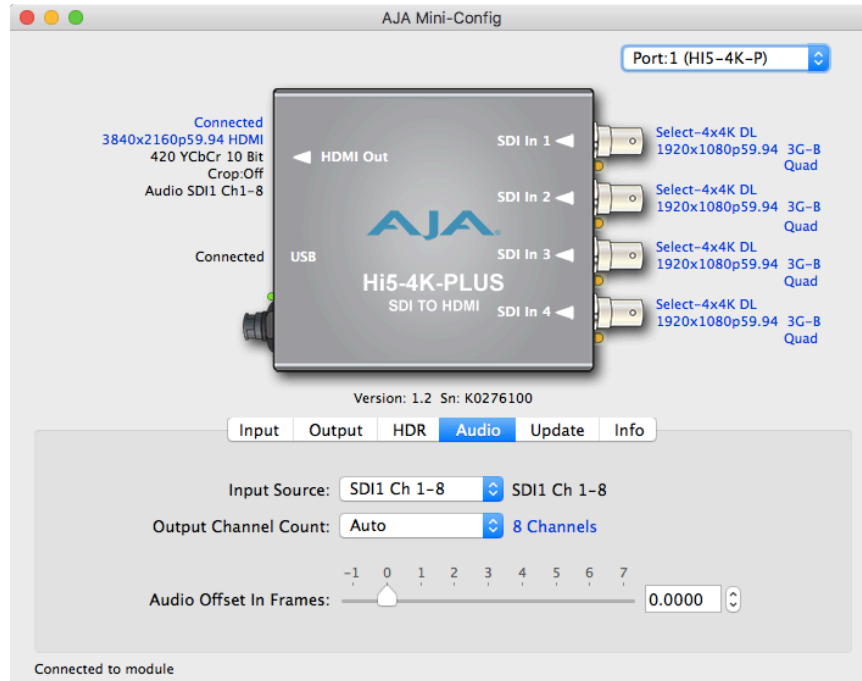 AJA Mini-Config
Port:1 (HI5-4K-P)
Connected
3840x2160p59.94 HDMI
420 YCbCr 10 Bit
Crop:Off
Audio SDI1 Ch1-8
Connected
HDMI Out
USB
SDI In 1
SDI In 2
SDI In 3
SDI In 4
AJA
Hi5-4K-PLUS
SDI TO HDMI
Select-4x4K DL
1920x1080p59.94 3G-B
Quad
Select-4x4K DL
1920x1080p59.94 3G-B
Quad
Select-4x4K DL
1920x1080p59.94 3G-B
Quad
Select-4x4K DL
1920x1080p59.94 3G-B
Quad
Version: 1.2 Sn: K0276100
Input Output HDR Audio Update Info
Input Source: SDI1 Ch 1-8 SDI1 Ch 1-8
Output Channel Count: Auto 8 Channels
-1 0 1 2 3 4 5 6 7
Audio Offset In Frames: 0.0000
Connected to module